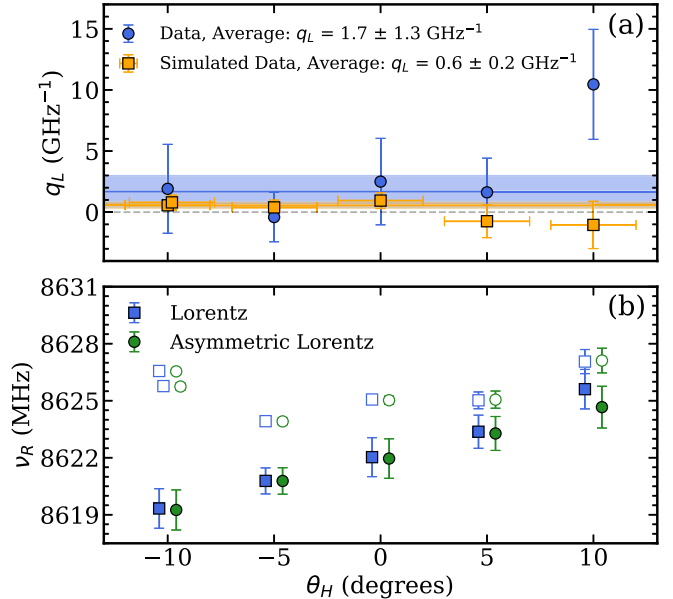 (a)
Data, Average: q_L = 1.7 ± 1.3 GHz⁻¹
Simulated Data, Average: q_L = 0.6 ± 0.2 GHz⁻¹
15
10
5
0
q_L (GHz⁻¹)
(b)
Lorentz
Asymmetric Lorentz
8631
8628
8625
8622
8619
ν_R (MHz)
−10
−5
0
5
10
θ_H (degrees)